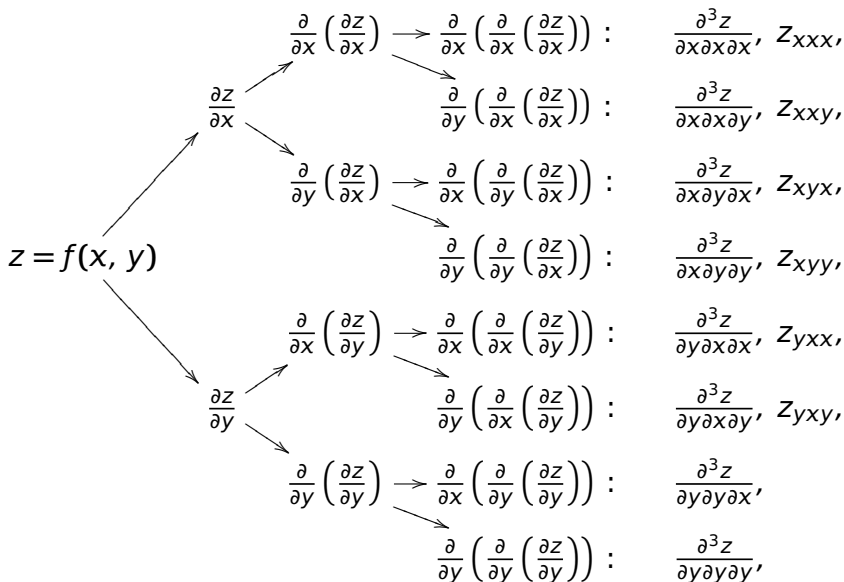 ∂/∂x (∂z/∂x) → ∂/∂x (∂/∂x (∂z/∂x)) : ∂³z/∂x∂x∂x, z_xxx,
∂z/∂x
∂/∂y (∂/∂x (∂z/∂x)) : ∂³z/∂x∂x∂y, z_xxy,
∂/∂y (∂z/∂x) → ∂/∂x (∂/∂y (∂z/∂x)) : ∂³z/∂x∂y∂x, z_xyx,
z = f(x, y)
∂/∂y (∂/∂y (∂z/∂x)) : ∂³z/∂x∂y∂y, z_xyy,
∂/∂x (∂z/∂y) → ∂/∂x (∂/∂x (∂z/∂y)) : ∂³z/∂y∂x∂x, z_yxx,
∂z/∂y
∂/∂y (∂/∂x (∂z/∂y)) : ∂³z/∂y∂x∂y, z_yxy,
∂/∂y (∂z/∂y) → ∂/∂x (∂/∂y (∂z/∂y)) : ∂³z/∂y∂y∂x,
∂/∂y (∂/∂y (∂z/∂y)) : ∂³z/∂y∂y∂y,